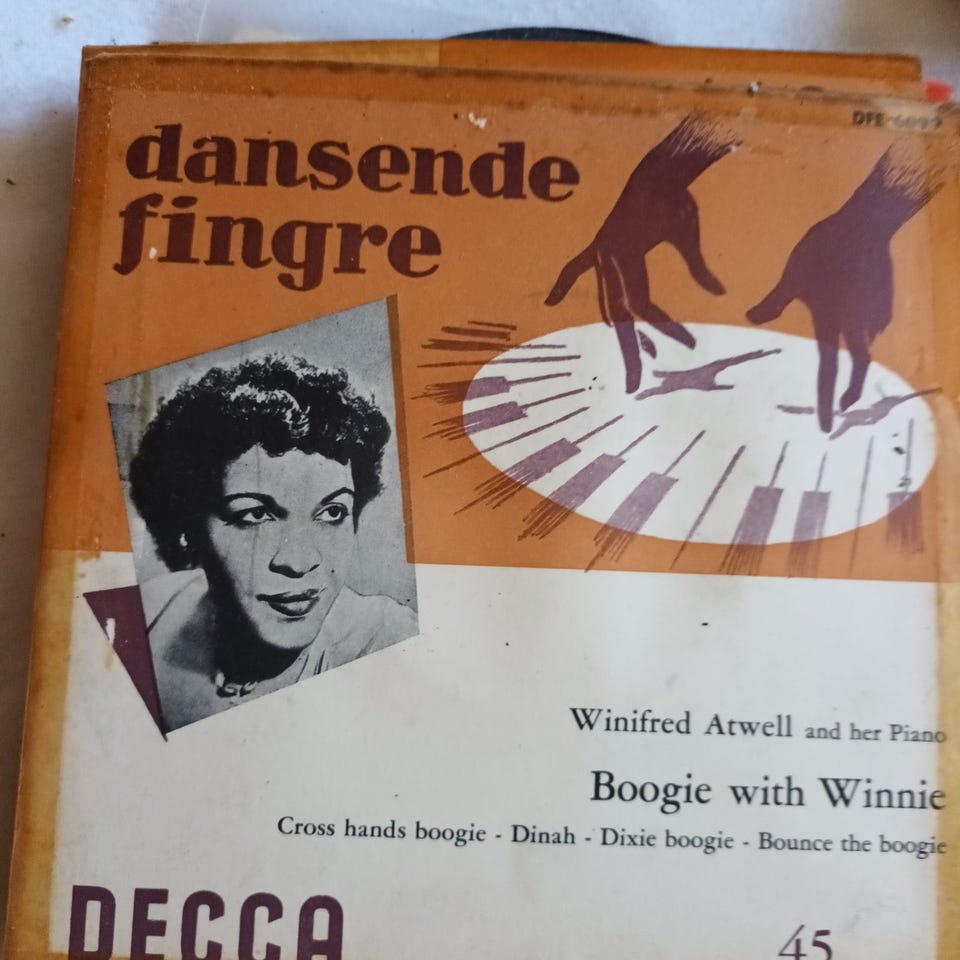 dansende
fingre
Winifred Atwell and her Piano
Boogie with Winnie
Cross hands boogie - Dinah - Dixie boogie - Bounce the boogie
DECCA
45